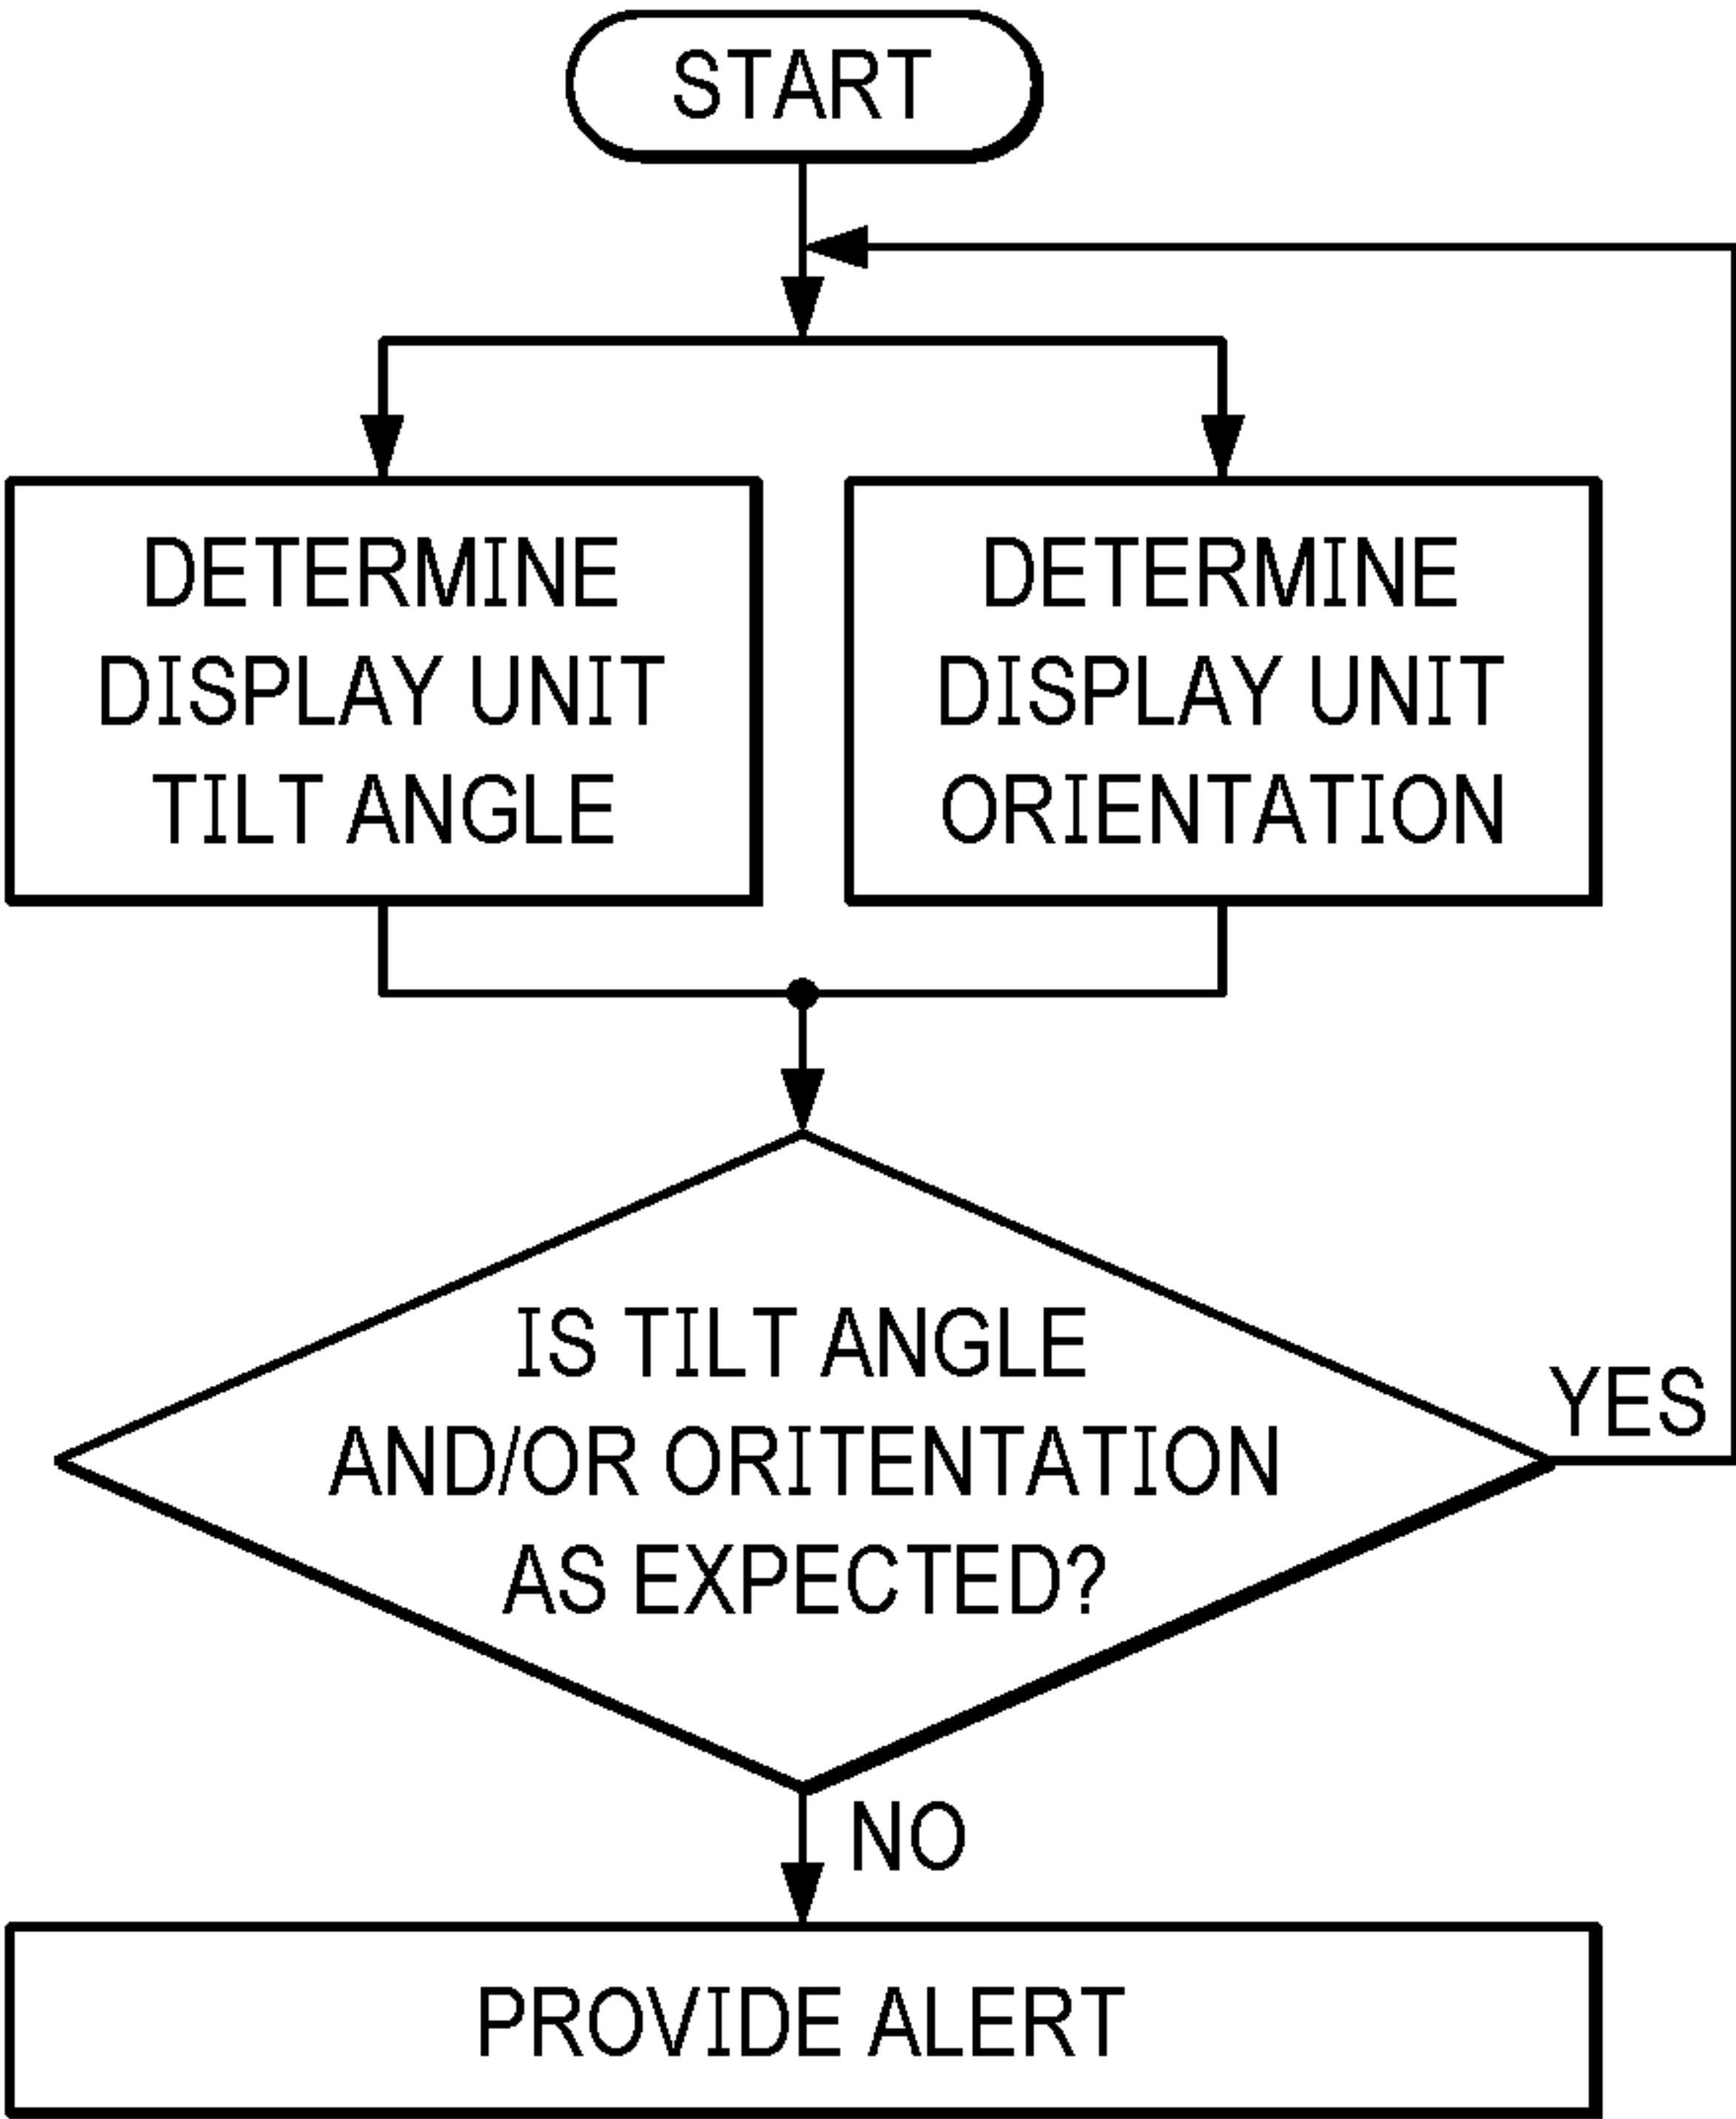 START
DETERMINE
DISPLAY UNIT
TILT ANGLE
DETERMINE
DISPLAY UNIT
ORIENTATION
IS TILT ANGLE
AND/OR ORITENTATION
AS EXPECTED?
YES
NO
PROVIDE ALERT